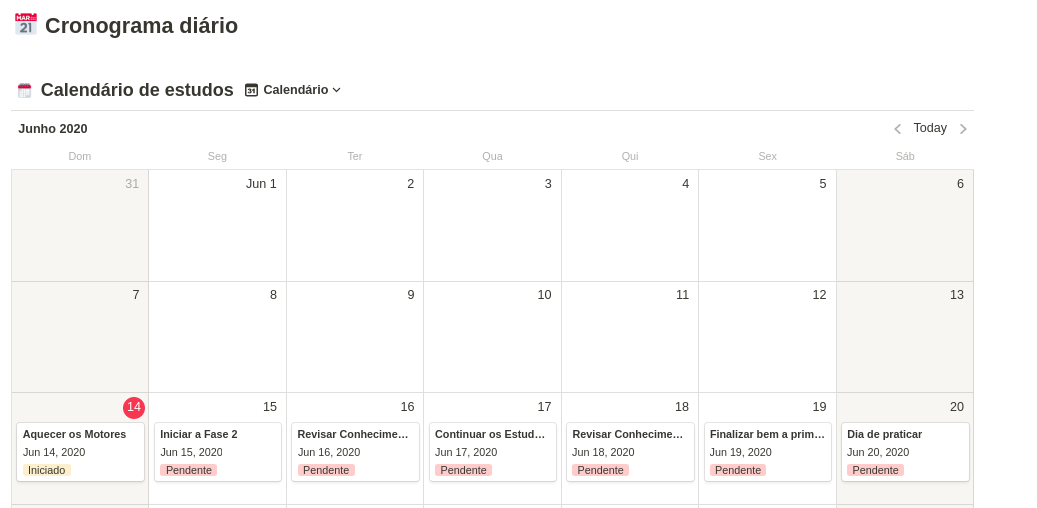 MAR
21
Cronograma diário
Calendário de estudos
31
Calendário
Junho 2020
Today
Dom Seg Ter Qua Qui Sex Sáb
31 Jun 1 2 3 4 5 6
7 8 9 10 11 12 13
14 15 16 17 18 19 20
Aquecer os Motores Iniciar a Fase 2 Revisar Conhecime… Continuar os Estud… Revisar Conhecime… Finalizar bem a prim… Dia de praticar
Jun 14, 2020 Jun 15, 2020 Jun 16, 2020 Jun 17, 2020 Jun 18, 2020 Jun 19, 2020 Jun 20, 2020
Iniciado Pendente Pendente Pendente Pendente Pendente Pendente